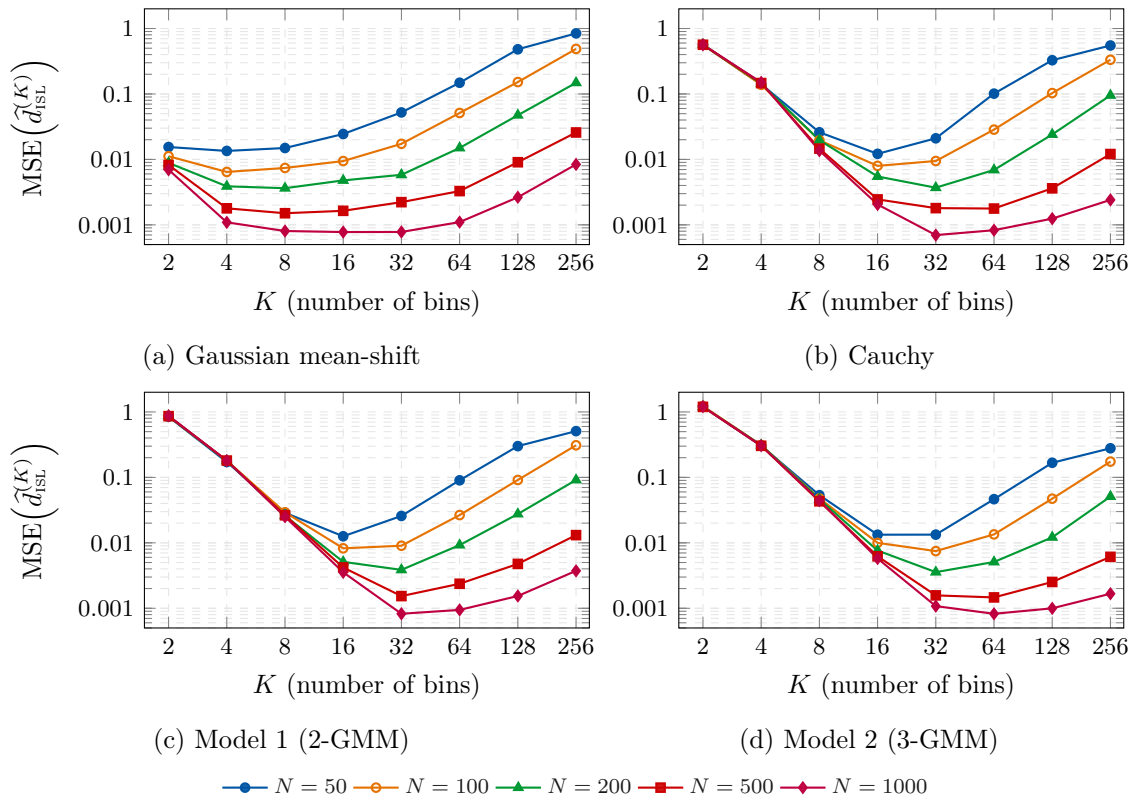 1
0.1
0.01
0.001
MSE(d̂_ISL^(K))
2 4 8 16 32 64 128 256
K (number of bins)
(a) Gaussian mean-shift
1
0.1
0.01
0.001
2 4 8 16 32 64 128 256
K (number of bins)
(b) Cauchy
1
0.1
0.01
0.001
MSE(d̂_ISL^(K))
2 4 8 16 32 64 128 256
K (number of bins)
(c) Model 1 (2-GMM)
1
0.1
0.01
0.001
2 4 8 16 32 64 128 256
K (number of bins)
(d) Model 2 (3-GMM)
N = 50 N = 100 N = 200 N = 500 N = 1000